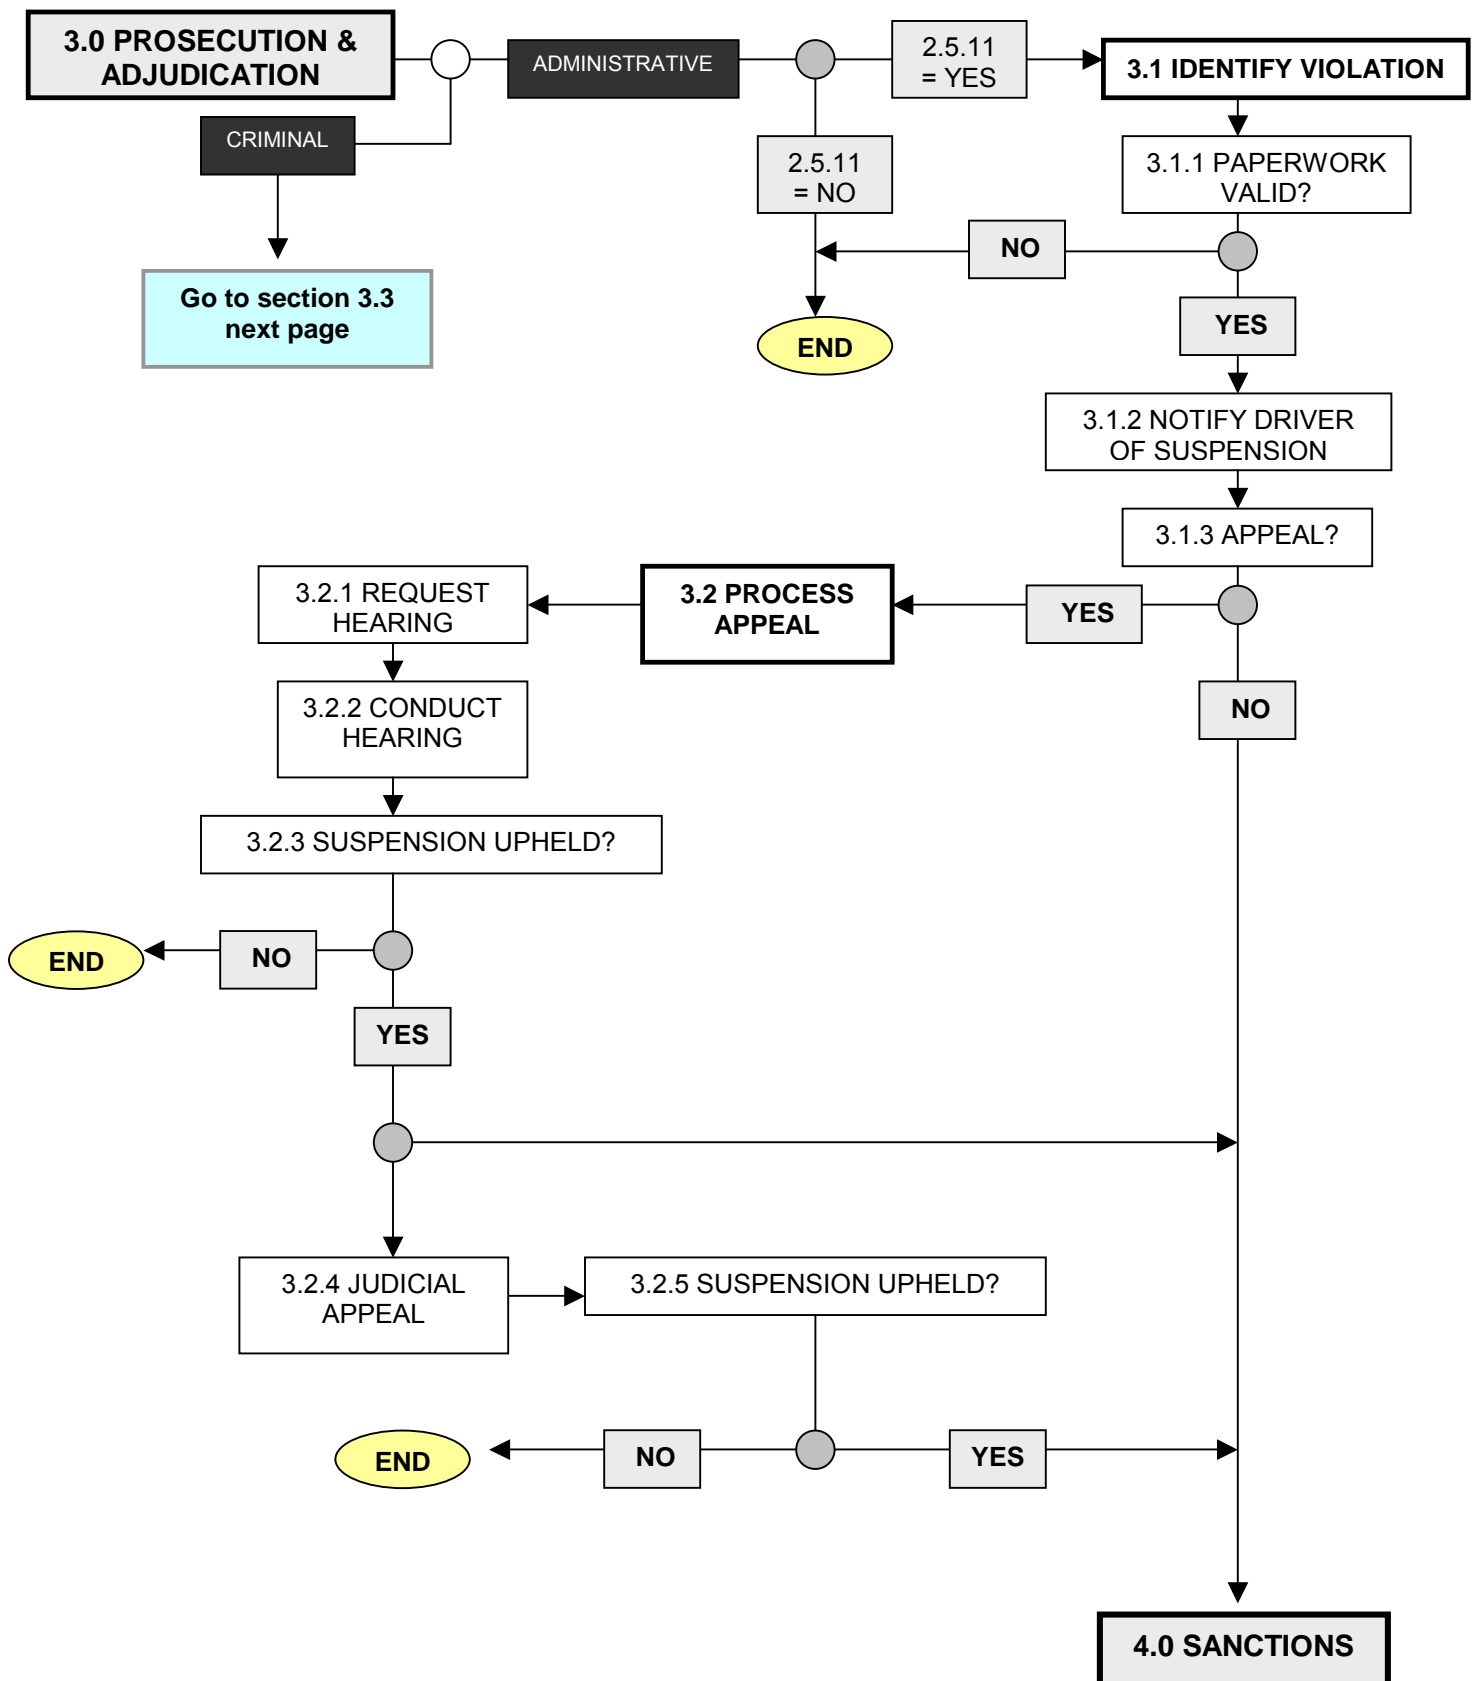 3.0 PROSECUTION &
ADJUDICATION
ADMINISTRATIVE
2.5.11
= YES
3.1 IDENTIFY VIOLATION
CRIMINAL
2.5.11
= NO
3.1.1 PAPERWORK
VALID?
NO
Go to section 3.3
next page
END
YES
3.1.2 NOTIFY DRIVER
OF SUSPENSION
3.1.3 APPEAL?
3.2.1 REQUEST
HEARING
3.2 PROCESS
APPEAL
YES
3.2.2 CONDUCT
HEARING
NO
3.2.3 SUSPENSION UPHELD?
END
NO
YES
3.2.4 JUDICIAL
APPEAL
3.2.5 SUSPENSION UPHELD?
END
NO
YES
4.0 SANCTIONS